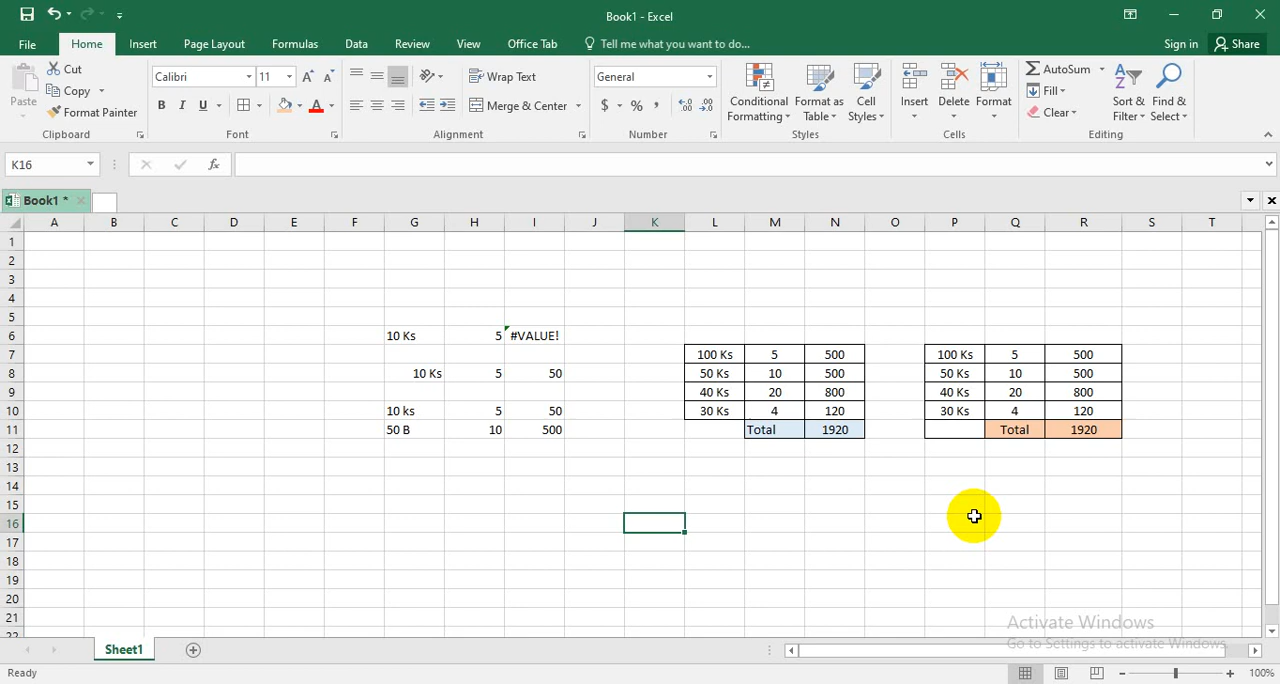 Book1 - Excel
File Home Insert Page Layout Formulas Data Review View Office Tab Tell me what you want to do... Sign in Share
Paste Cut Copy Format Painter
Calibri 11
B I U
Wrap Text
Merge & Center
General
$ % ,
Conditional Formatting Format as Table Cell Styles
Insert Delete Format
AutoSum Fill Clear
Sort & Filter Find & Select
Clipboard Font Alignment Number Styles Cells Editing
K16 fx
Book1 *
A B C D E F G H I J K L M N O P Q R S T
1
2
3
4
5
6 10 Ks 5 #VALUE!
7 100 Ks 5 500 100 Ks 5 500
8 10 Ks 5 50 50 Ks 10 500 50 Ks 10 500
9 40 Ks 20 800 40 Ks 20 800
10 10 ks 5 50 30 Ks 4 120 30 Ks 4 120
11 50 B 10 500 Total 1920 Total 1920
12
13
14
15
16
17
18
19
20
21
22
Activate Windows
Go to Settings to activate Windows.
Sheet1
Ready 100%